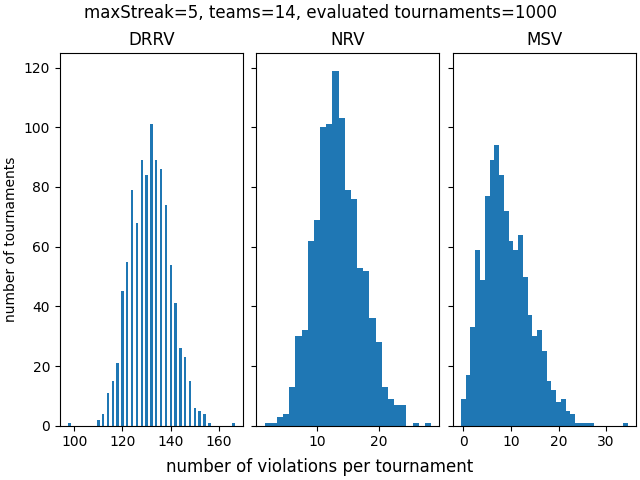 maxStreak=5, teams=14, evaluated tournaments=1000
DRRV NRV MSV
120
100
80
60
40
20
0
number of tournaments
100 120 140 160 10 20 0 10 20 30
number of violations per tournament